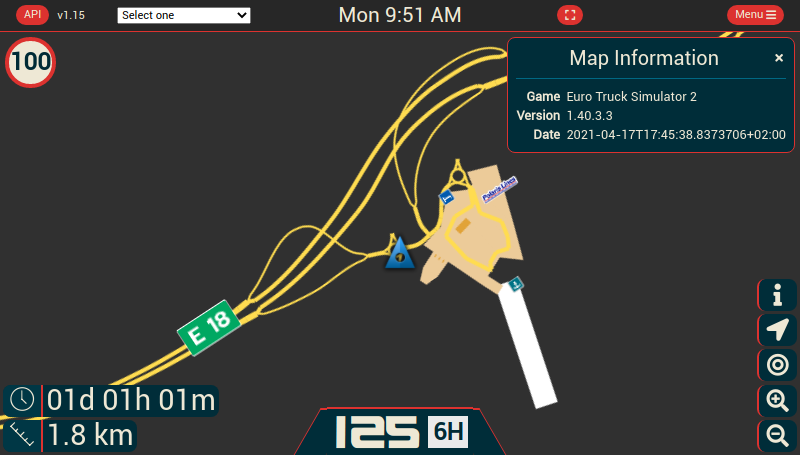 API v1.15 Select one Mon 9:51 AM Menu
100
Map Information ×
Game Euro Truck Simulator 2
Version 1.40.3.3
Date 2021-04-17T17:45:38.8373706+02:00
Polaris Lines
E 18
01d 01h 01m
1.8 km
125 6H